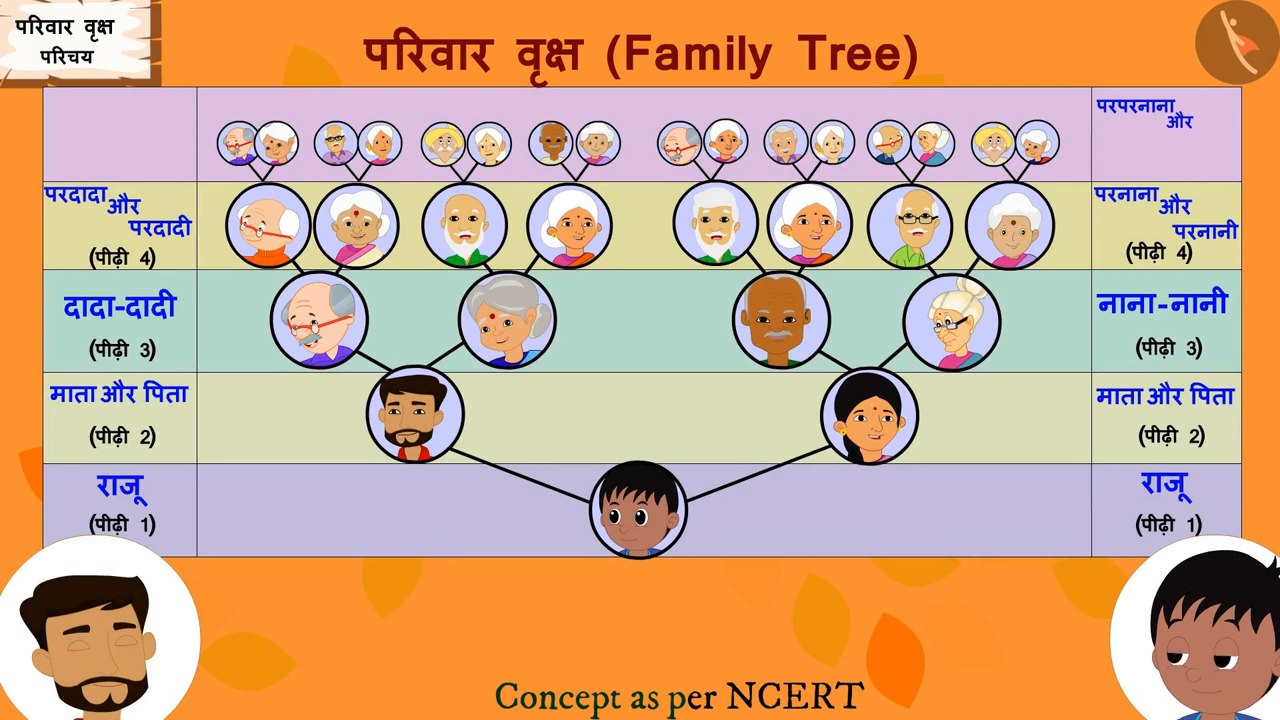 परिवार वृक्ष
परिचय
परिवार वृक्ष (Family Tree)
परपरनाना
और
परदादा
और
परदादी
(पीढ़ी 4)
परनाना
और
परनानी
(पीढ़ी 4)
दादा-दादी
(पीढ़ी 3)
नाना-नानी
(पीढ़ी 3)
माता और पिता
(पीढ़ी 2)
माता और पिता
(पीढ़ी 2)
राजू
(पीढ़ी 1)
राजू
(पीढ़ी 1)
Concept as per NCERT